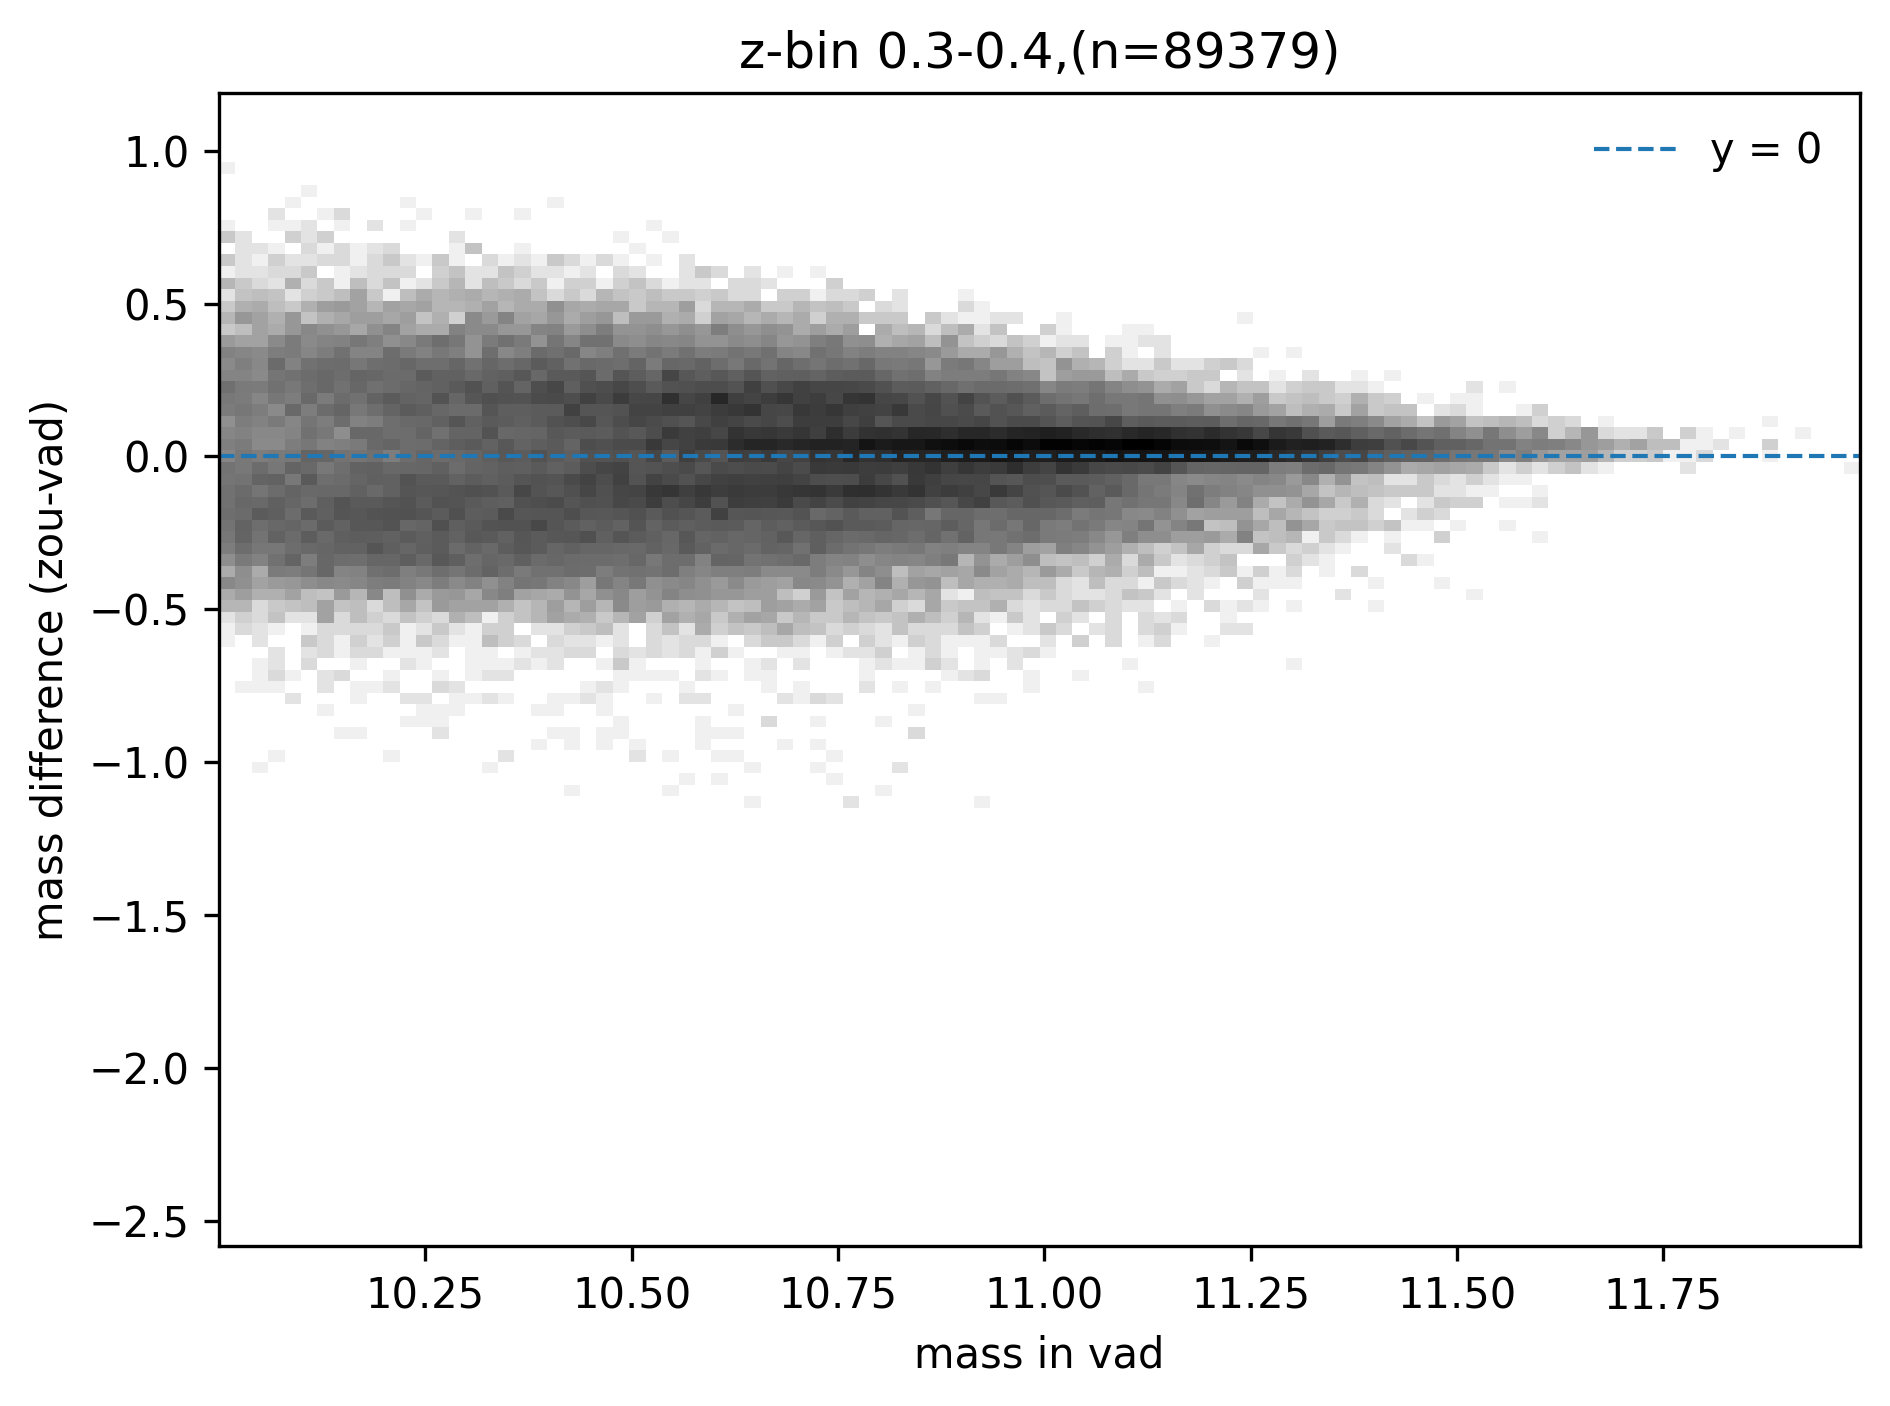 z-bin 0.3-0.4,(n=89379)
y = 0
1.0
0.5
0.0
−0.5
−1.0
−1.5
−2.0
−2.5
mass difference (zou-vad)
10.25 10.50 10.75 11.00 11.25 11.50 11.75
mass in vad